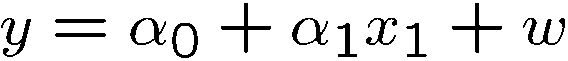 y = α₀ + α₁x₁ + w